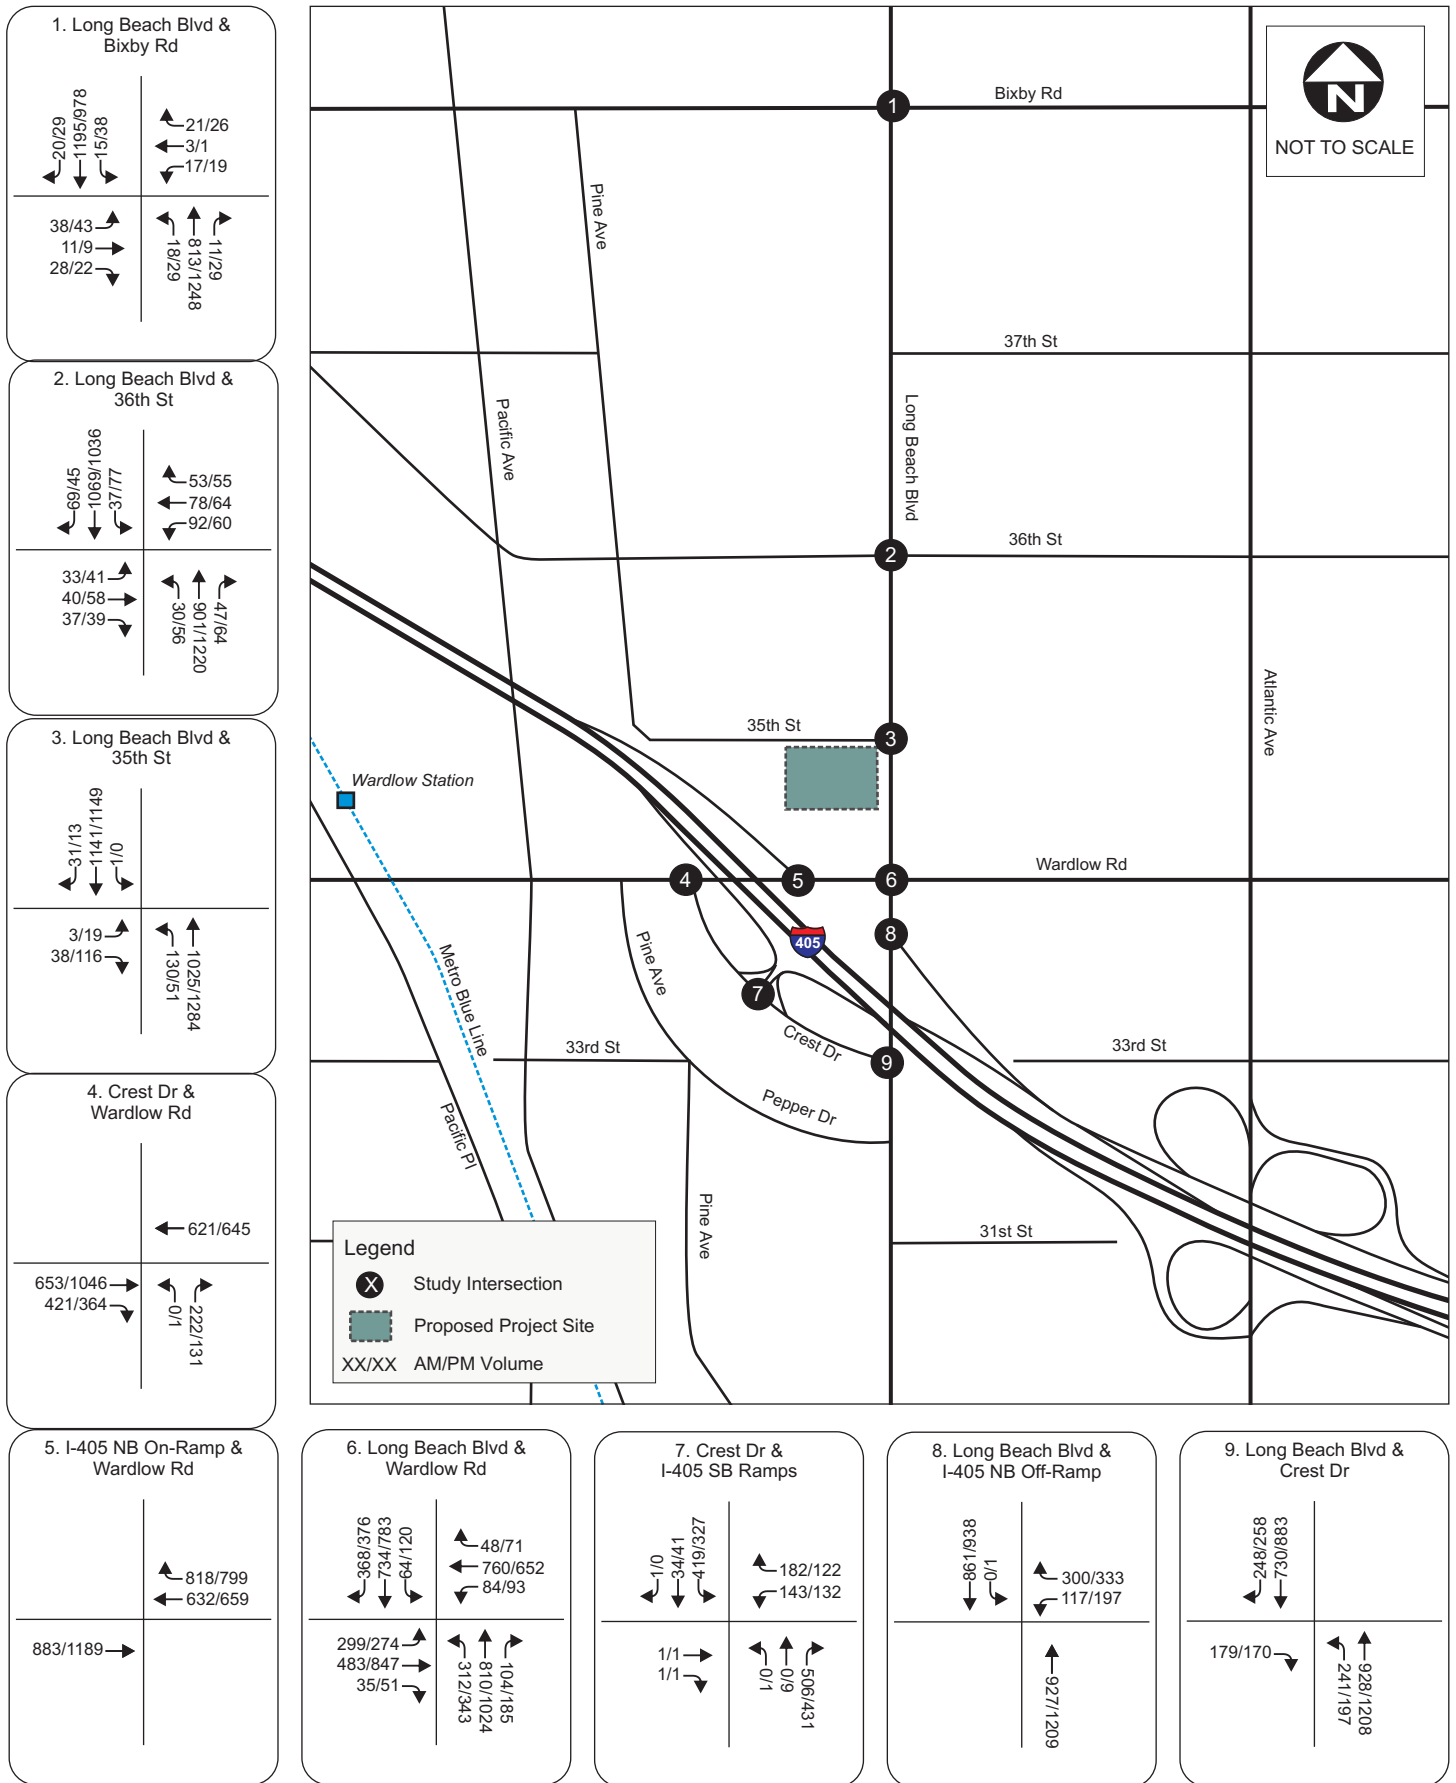 1. Long Beach Blvd &
Bixby Rd
20/29
1195/978
15/38
21/26
3/1
17/19
38/43
11/9
28/22
18/29
813/1248
11/29
2. Long Beach Blvd &
36th St
69/45
1069/1036
37/77
53/55
78/64
92/60
33/41
40/58
37/39
30/56
901/1220
47/64
3. Long Beach Blvd &
35th St
31/13
1141/1149
1/0
3/19
38/116
130/51
1025/1284
4. Crest Dr &
Wardlow Rd
621/645
653/1046
421/364
0/1
222/131
Bixby Rd
1
N
NOT TO SCALE
Pine Ave
37th St
Pacific Ave
Long Beach Blvd
36th St
2
Atlantic Ave
35th St
3
Wardlow Station
Wardlow Rd
4
5
6
405
8
Pine Ave
7
Metro Blue Line
Crest Dr
33rd St
9
33rd St
Pepper Dr
Pacific Pl
Pine Ave
31st St
Legend
X Study Intersection
Proposed Project Site
XX/XX AM/PM Volume
5. I-405 NB On-Ramp &
Wardlow Rd
818/799
632/659
883/1189
6. Long Beach Blvd &
Wardlow Rd
368/376
734/783
64/120
48/71
760/652
84/93
299/274
483/847
35/51
312/343
810/1024
104/185
7. Crest Dr &
I-405 SB Ramps
1/0
34/41
419/327
182/122
143/132
1/1
1/1
0/1
0/9
506/431
8. Long Beach Blvd &
I-405 NB Off-Ramp
861/938
0/1
300/333
117/197
927/1209
9. Long Beach Blvd &
Crest Dr
248/258
730/883
179/170
241/197
928/1208